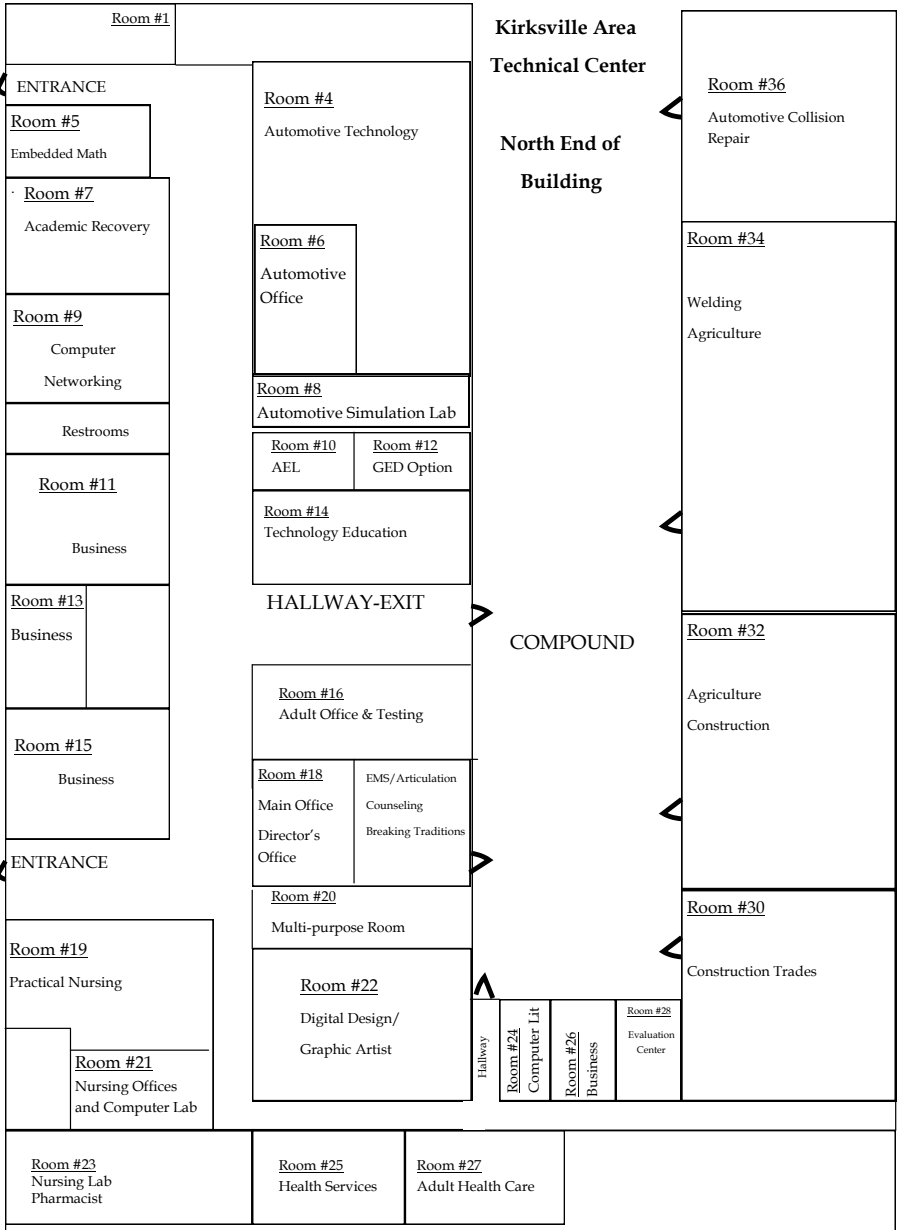 Room #1
ENTRANCE
Room #5
Embedded Math
Room #7
Academic Recovery
Room #9
Computer
Networking
Restrooms
Room #11
Business
Room #13
Business
Room #15
Business
ENTRANCE
Room #19
Practical Nursing
Room #21
Nursing Offices
and Computer Lab
Room #23
Nursing Lab
Pharmacist
Room #4
Automotive Technology
Room #6
Automotive
Office
Room #8
Automotive Simulation Lab
Room #10
AEL
Room #12
GED Option
Room #14
Technology Education
HALLWAY-EXIT
Room #16
Adult Office & Testing
Room #18
Main Office
Director's
Office
EMS/Articulation
Counseling
Breaking Traditions
Room #20
Multi-purpose Room
Room #22
Digital Design/
Graphic Artist
Room #25
Health Services
Room #27
Adult Health Care
Kirksville Area
Technical Center
North End of
Building
COMPOUND
Hallway
Room #24
Computer Lit
Room #26
Business
Room #28
Evaluation
Center
Room #36
Automotive Collision
Repair
Room #34
Welding
Agriculture
Room #32
Agriculture
Construction
Room #30
Construction Trades